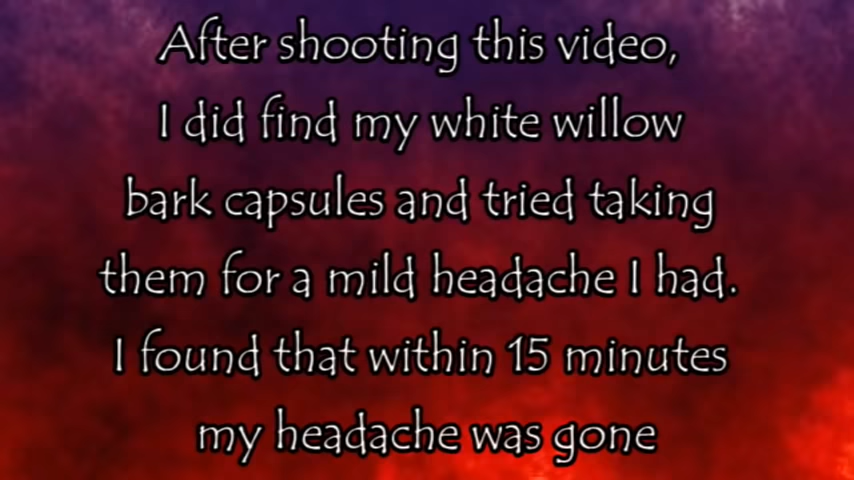 After shooting this video,
I did find my white willow
bark capsules and tried taking
them for a mild headache I had.
I found that within 15 minutes
my headache was gone